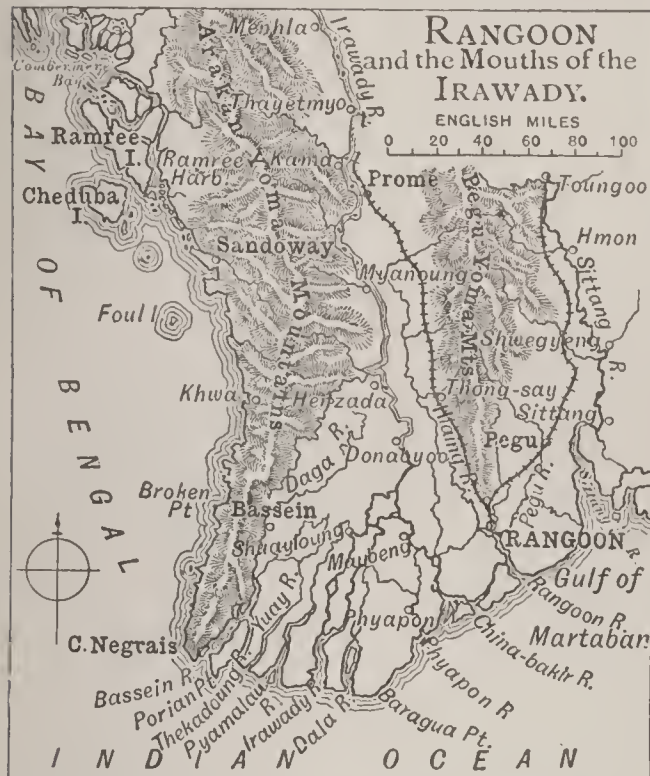 RANGOON
and the Mouths of the
IRAWADY.
ENGLISH MILES
0 20 40 60 80 100
Menhla
Irawady R.
Combermere
Bay
Arakan Yoma Mountains
Thayetmyo
Ramree
I.
Ramree
Harb.
Kama
Prome
Pegu Yoma Mts
Toungoo
Cheduba
I.
Sandoway
Hmon
Sittang R.
Myanoung
Foul I
Shwegyeng
Khwa
Henzada
Thong-say
Sittang
Hlaing R.
Pegu
Donabyoo
Daga R.
Pegu R.
Broken
Pt
Bassein
Shuayloung
Maubeng
RANGOON
Gulf of
Martaban
Rangoon R.
China-bakir R.
Phyapon
Phyapon R
Yuay R.
C. Negrais
Bassein R.
Porian Pt.
Thekadoung R.
Pyamalau
R.
Irawady R.
Dala R.
Baragua Pt.
BAY OF BENGAL
INDIAN OCEAN